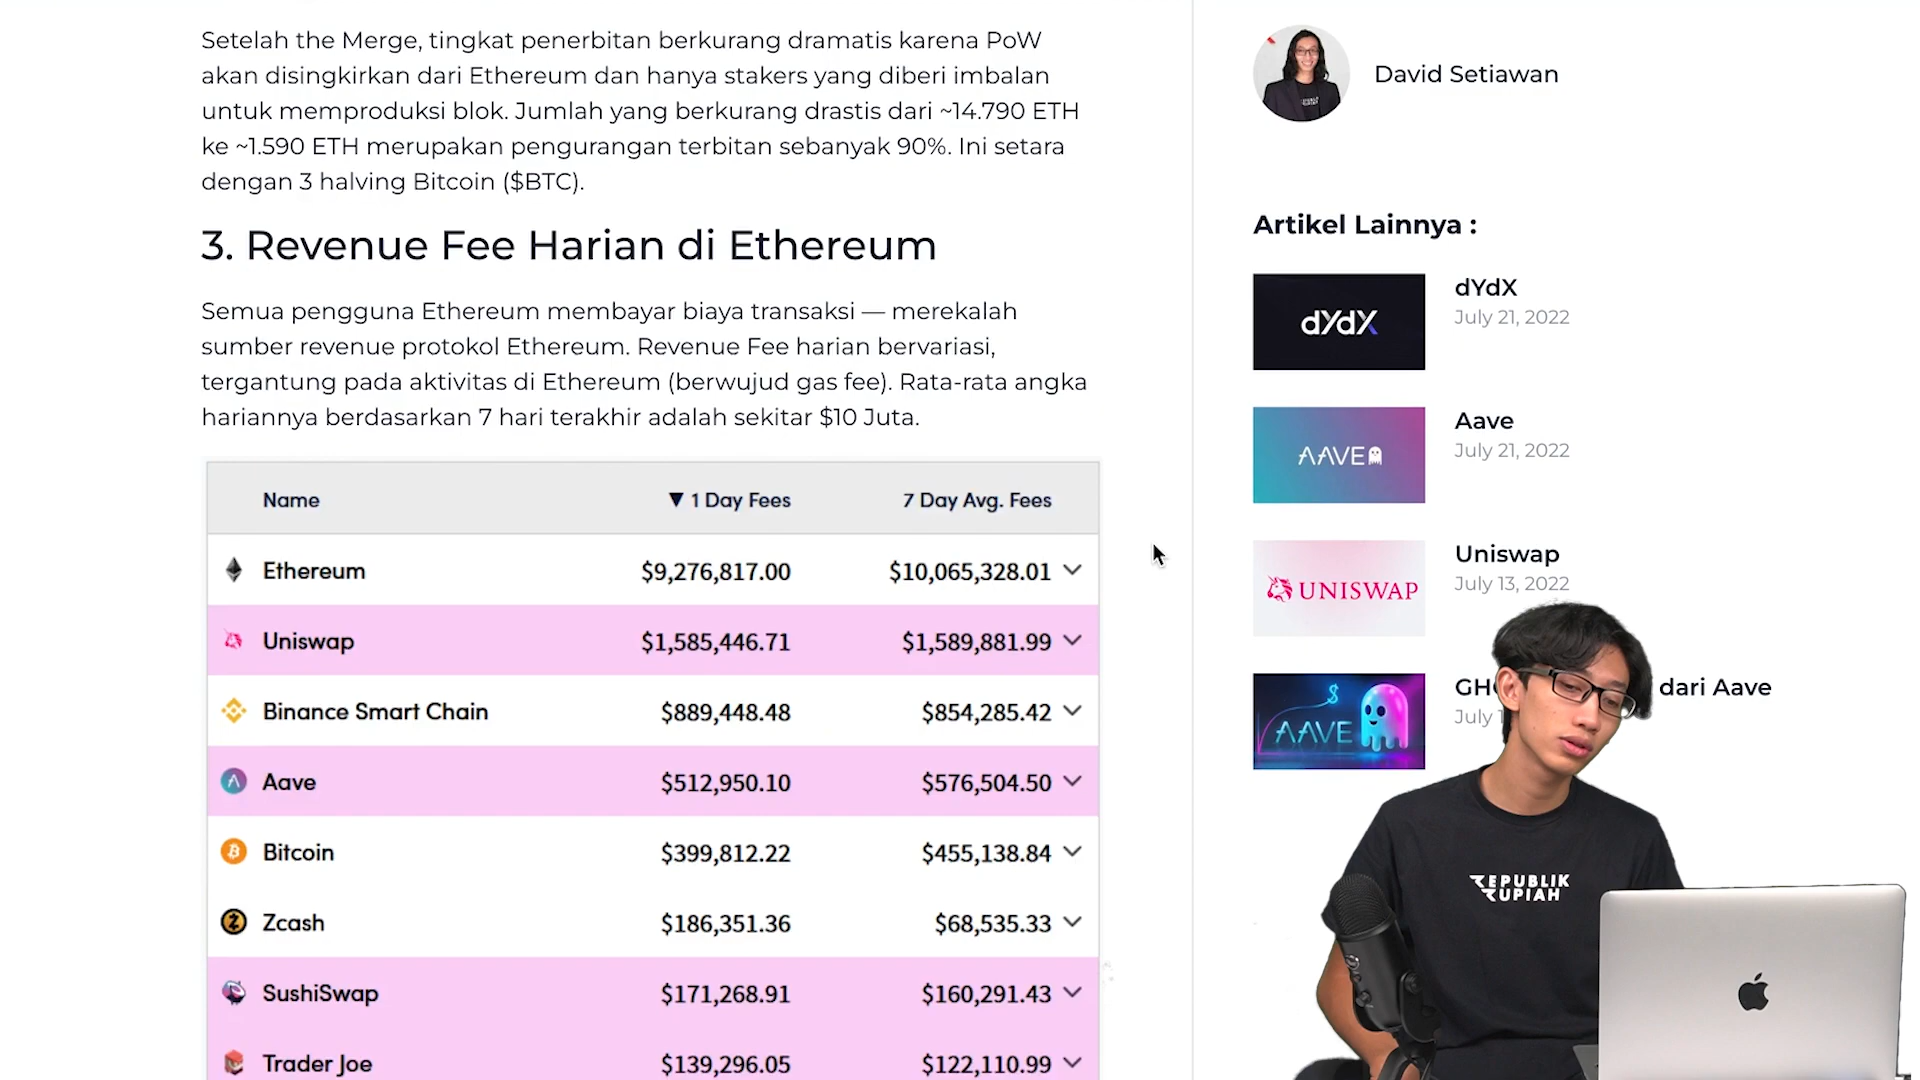 Setelah the Merge, tingkat penerbitan berkurang dramatis karena PoW
akan disingkirkan dari Ethereum dan hanya stakers yang diberi imbalan
untuk memproduksi blok. Jumlah yang berkurang drastis dari ~14.790 ETH
ke ~1.590 ETH merupakan pengurangan terbitan sebanyak 90%. Ini setara
dengan 3 halving Bitcoin ($BTC).
3. Revenue Fee Harian di Ethereum
Semua pengguna Ethereum membayar biaya transaksi — merekalah
sumber revenue protokol Ethereum. Revenue Fee harian bervariasi,
tergantung pada aktivitas di Ethereum (berwujud gas fee). Rata-rata angka
hariannya berdasarkan 7 hari terakhir adalah sekitar $10 Juta.
Name ▼ 1 Day Fees 7 Day Avg. Fees
Ethereum $9,276,817.00 $10,065,328.01
Uniswap $1,585,446.71 $1,589,881.99
Binance Smart Chain $889,448.48 $854,285.42
Aave $512,950.10 $576,504.50
Bitcoin $399,812.22 $455,138.84
Zcash $186,351.36 $68,535.33
SushiSwap $171,268.91 $160,291.43
Trader Joe $139,296.05 $122,110.99
David Setiawan
Artikel Lainnya :
dYdX
dYdX
July 21, 2022
AAVE
Aave
July 21, 2022
UNISWAP
Uniswap
July 13, 2022
AAVE
dari Aave
July
REPUBLIK
RUPIAH